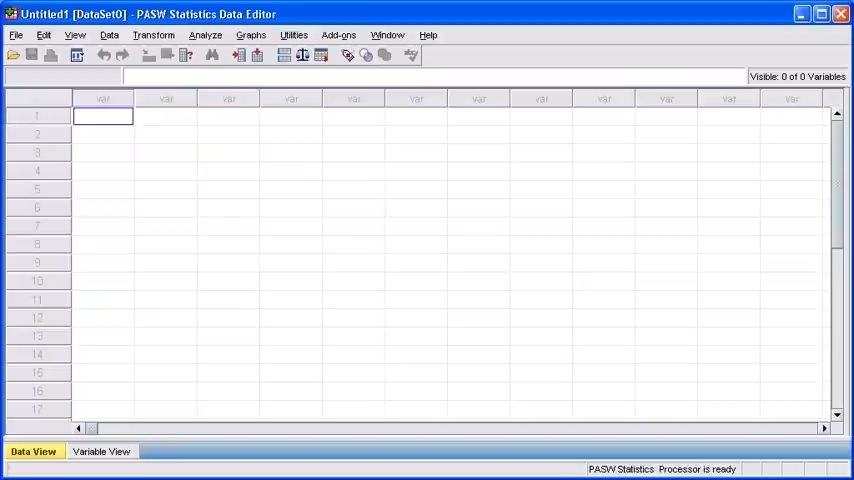 Untitled1 [DataSet0] - PASW Statistics Data Editor
File Edit View Data Transform Analyze Graphs Utilities Add-ons Window Help
Visible: 0 of 0 Variables
var var var var var var var var var var var var
1
2
3
4
5
6
7
8
9
10
11
12
13
14
15
16
17
Data View Variable View
PASW Statistics Processor is ready